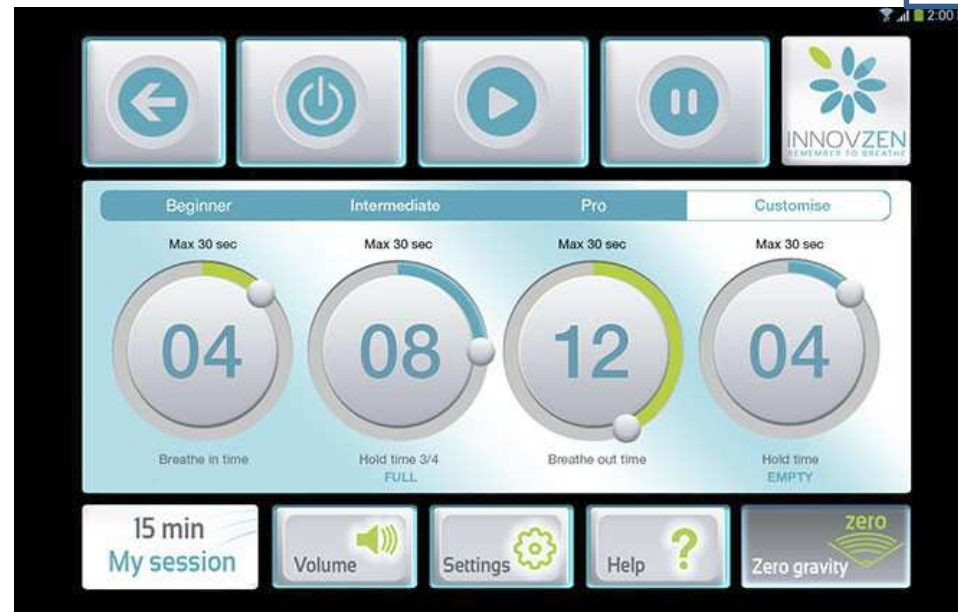 2:00
INNOVZEN
REMEMBER TO BREATHE
Beginner Intermediate Pro Customise
Max 30 sec Max 30 sec Max 30 sec Max 30 sec
04 08 12 04
Breathe in time Hold time 3/4 Breathe out time Hold time
FULL EMPTY
15 min
My session
Volume
Settings
Help
zero
Zero gravity